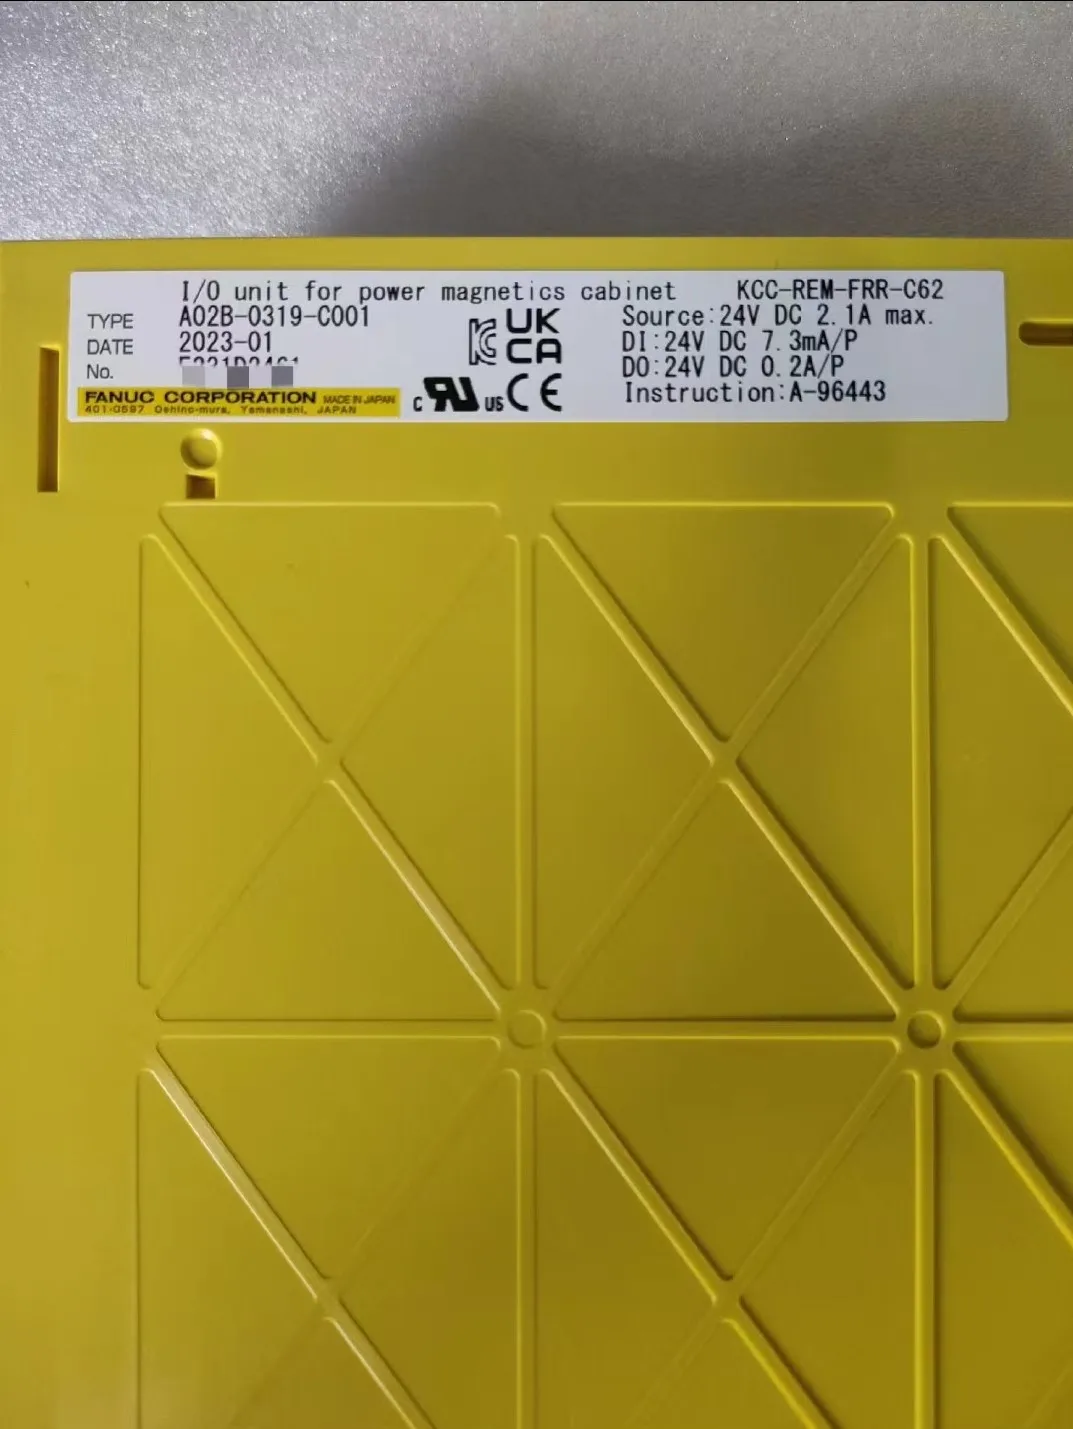 I/O unit for power magnetics cabinet KCC-REM-FRR-C62
TYPE A02B-0319-C001
DATE 2023-01
No.
FANUC CORPORATION MADE IN JAPAN
401-0597 Oshino-mura, Yamanashi, JAPAN
UK
CA
c US CE
Source:24V DC 2.1A max.
DI:24V DC 7.3mA/P
DO:24V DC 0.2A/P
Instruction:A-96443